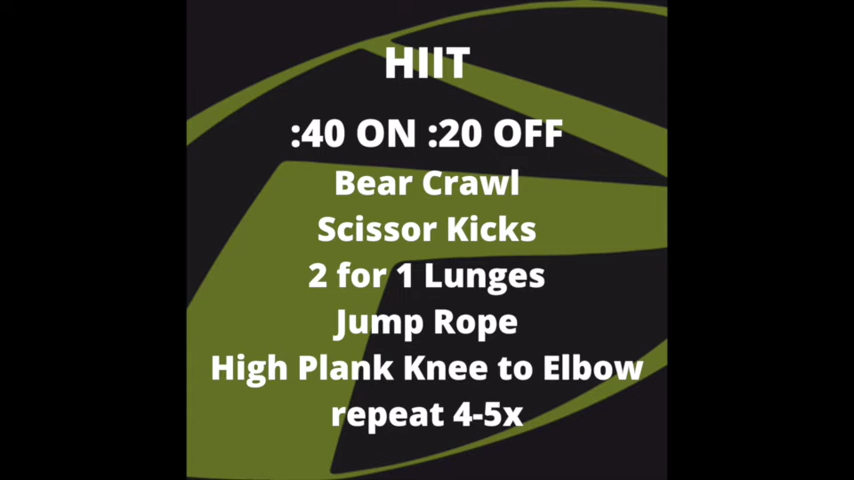 HIIT
:40 ON :20 OFF
Bear Crawl
Scissor Kicks
2 for 1 Lunges
Jump Rope
High Plank Knee to Elbow
repeat 4-5x